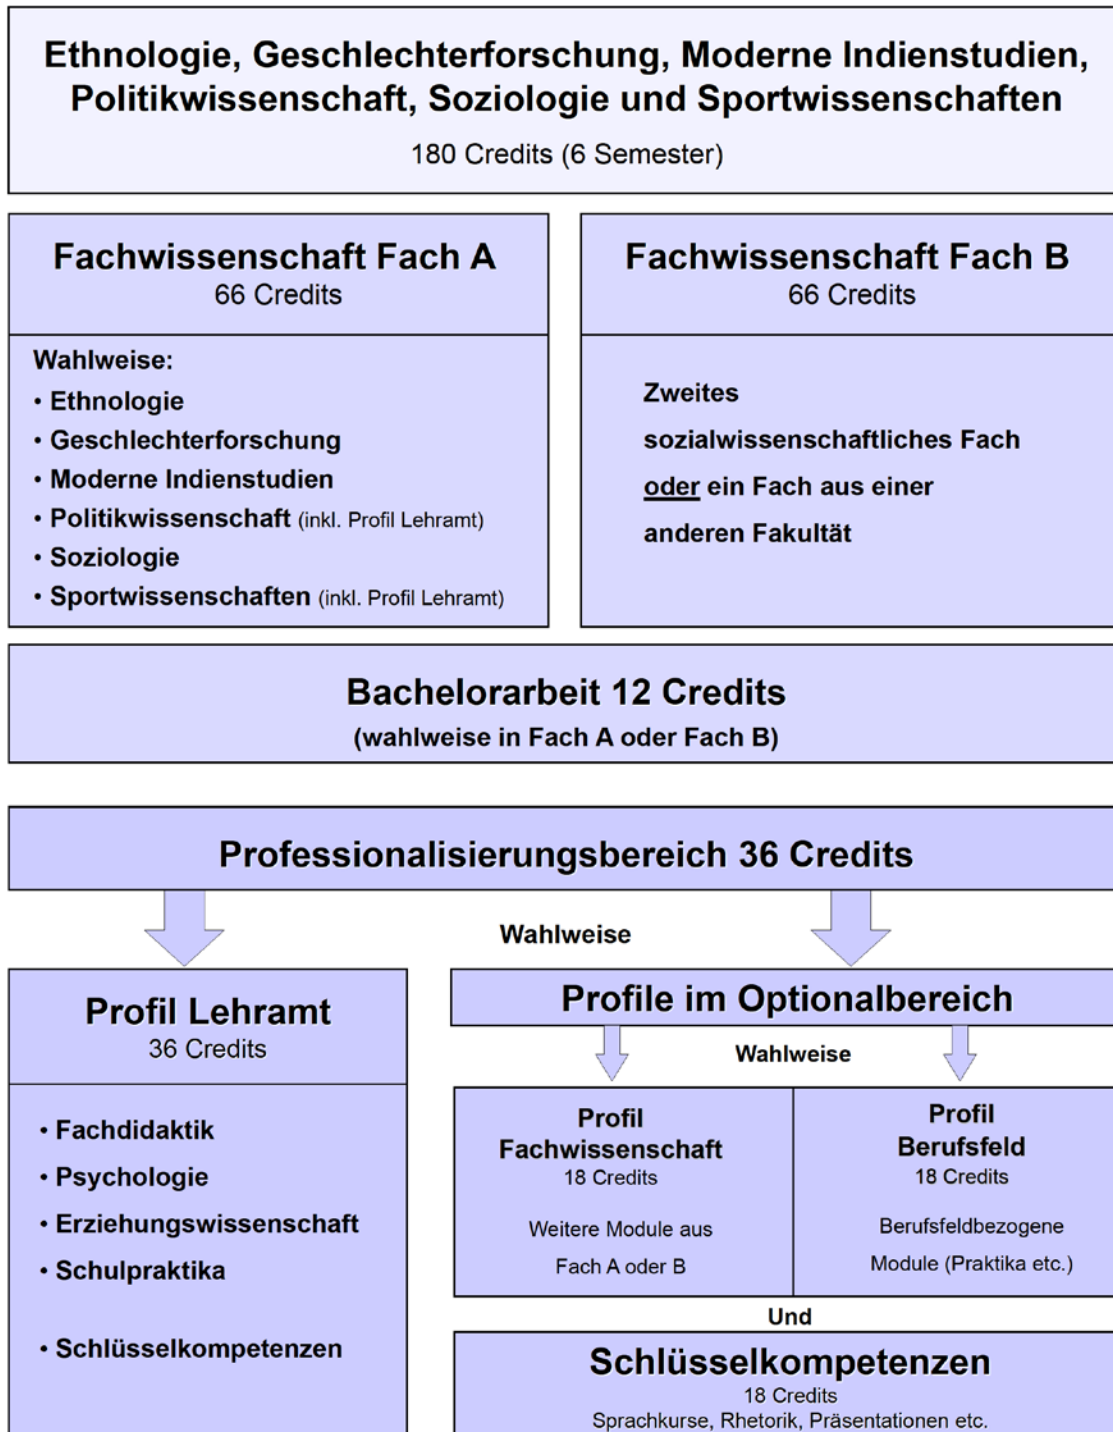 Ethnologie, Geschlechterforschung, Moderne Indienstudien,
Politikwissenschaft, Soziologie und Sportwissenschaften
180 Credits (6 Semester)
Fachwissenschaft Fach A
66 Credits
Wahlweise:
• Ethnologie
• Geschlechterforschung
• Moderne Indienstudien
• Politikwissenschaft (inkl. Profil Lehramt)
• Soziologie
• Sportwissenschaften (inkl. Profil Lehramt)
Fachwissenschaft Fach B
66 Credits
Zweites
sozialwissenschaftliches Fach
oder ein Fach aus einer
anderen Fakultät
Bachelorarbeit 12 Credits
(wahlweise in Fach A oder Fach B)
Professionalisierungsbereich 36 Credits
Wahlweise
Profil Lehramt
36 Credits
• Fachdidaktik
• Psychologie
• Erziehungswissenschaft
• Schulpraktika
• Schlüsselkompetenzen
Profile im Optionalbereich
Wahlweise
Profil
Fachwissenschaft
18 Credits
Weitere Module aus
Fach A oder B
Profil
Berufsfeld
18 Credits
Berufsfeldbezogene
Module (Praktika etc.)
Und
Schlüsselkompetenzen
18 Credits
Sprachkurse, Rhetorik, Präsentationen etc.